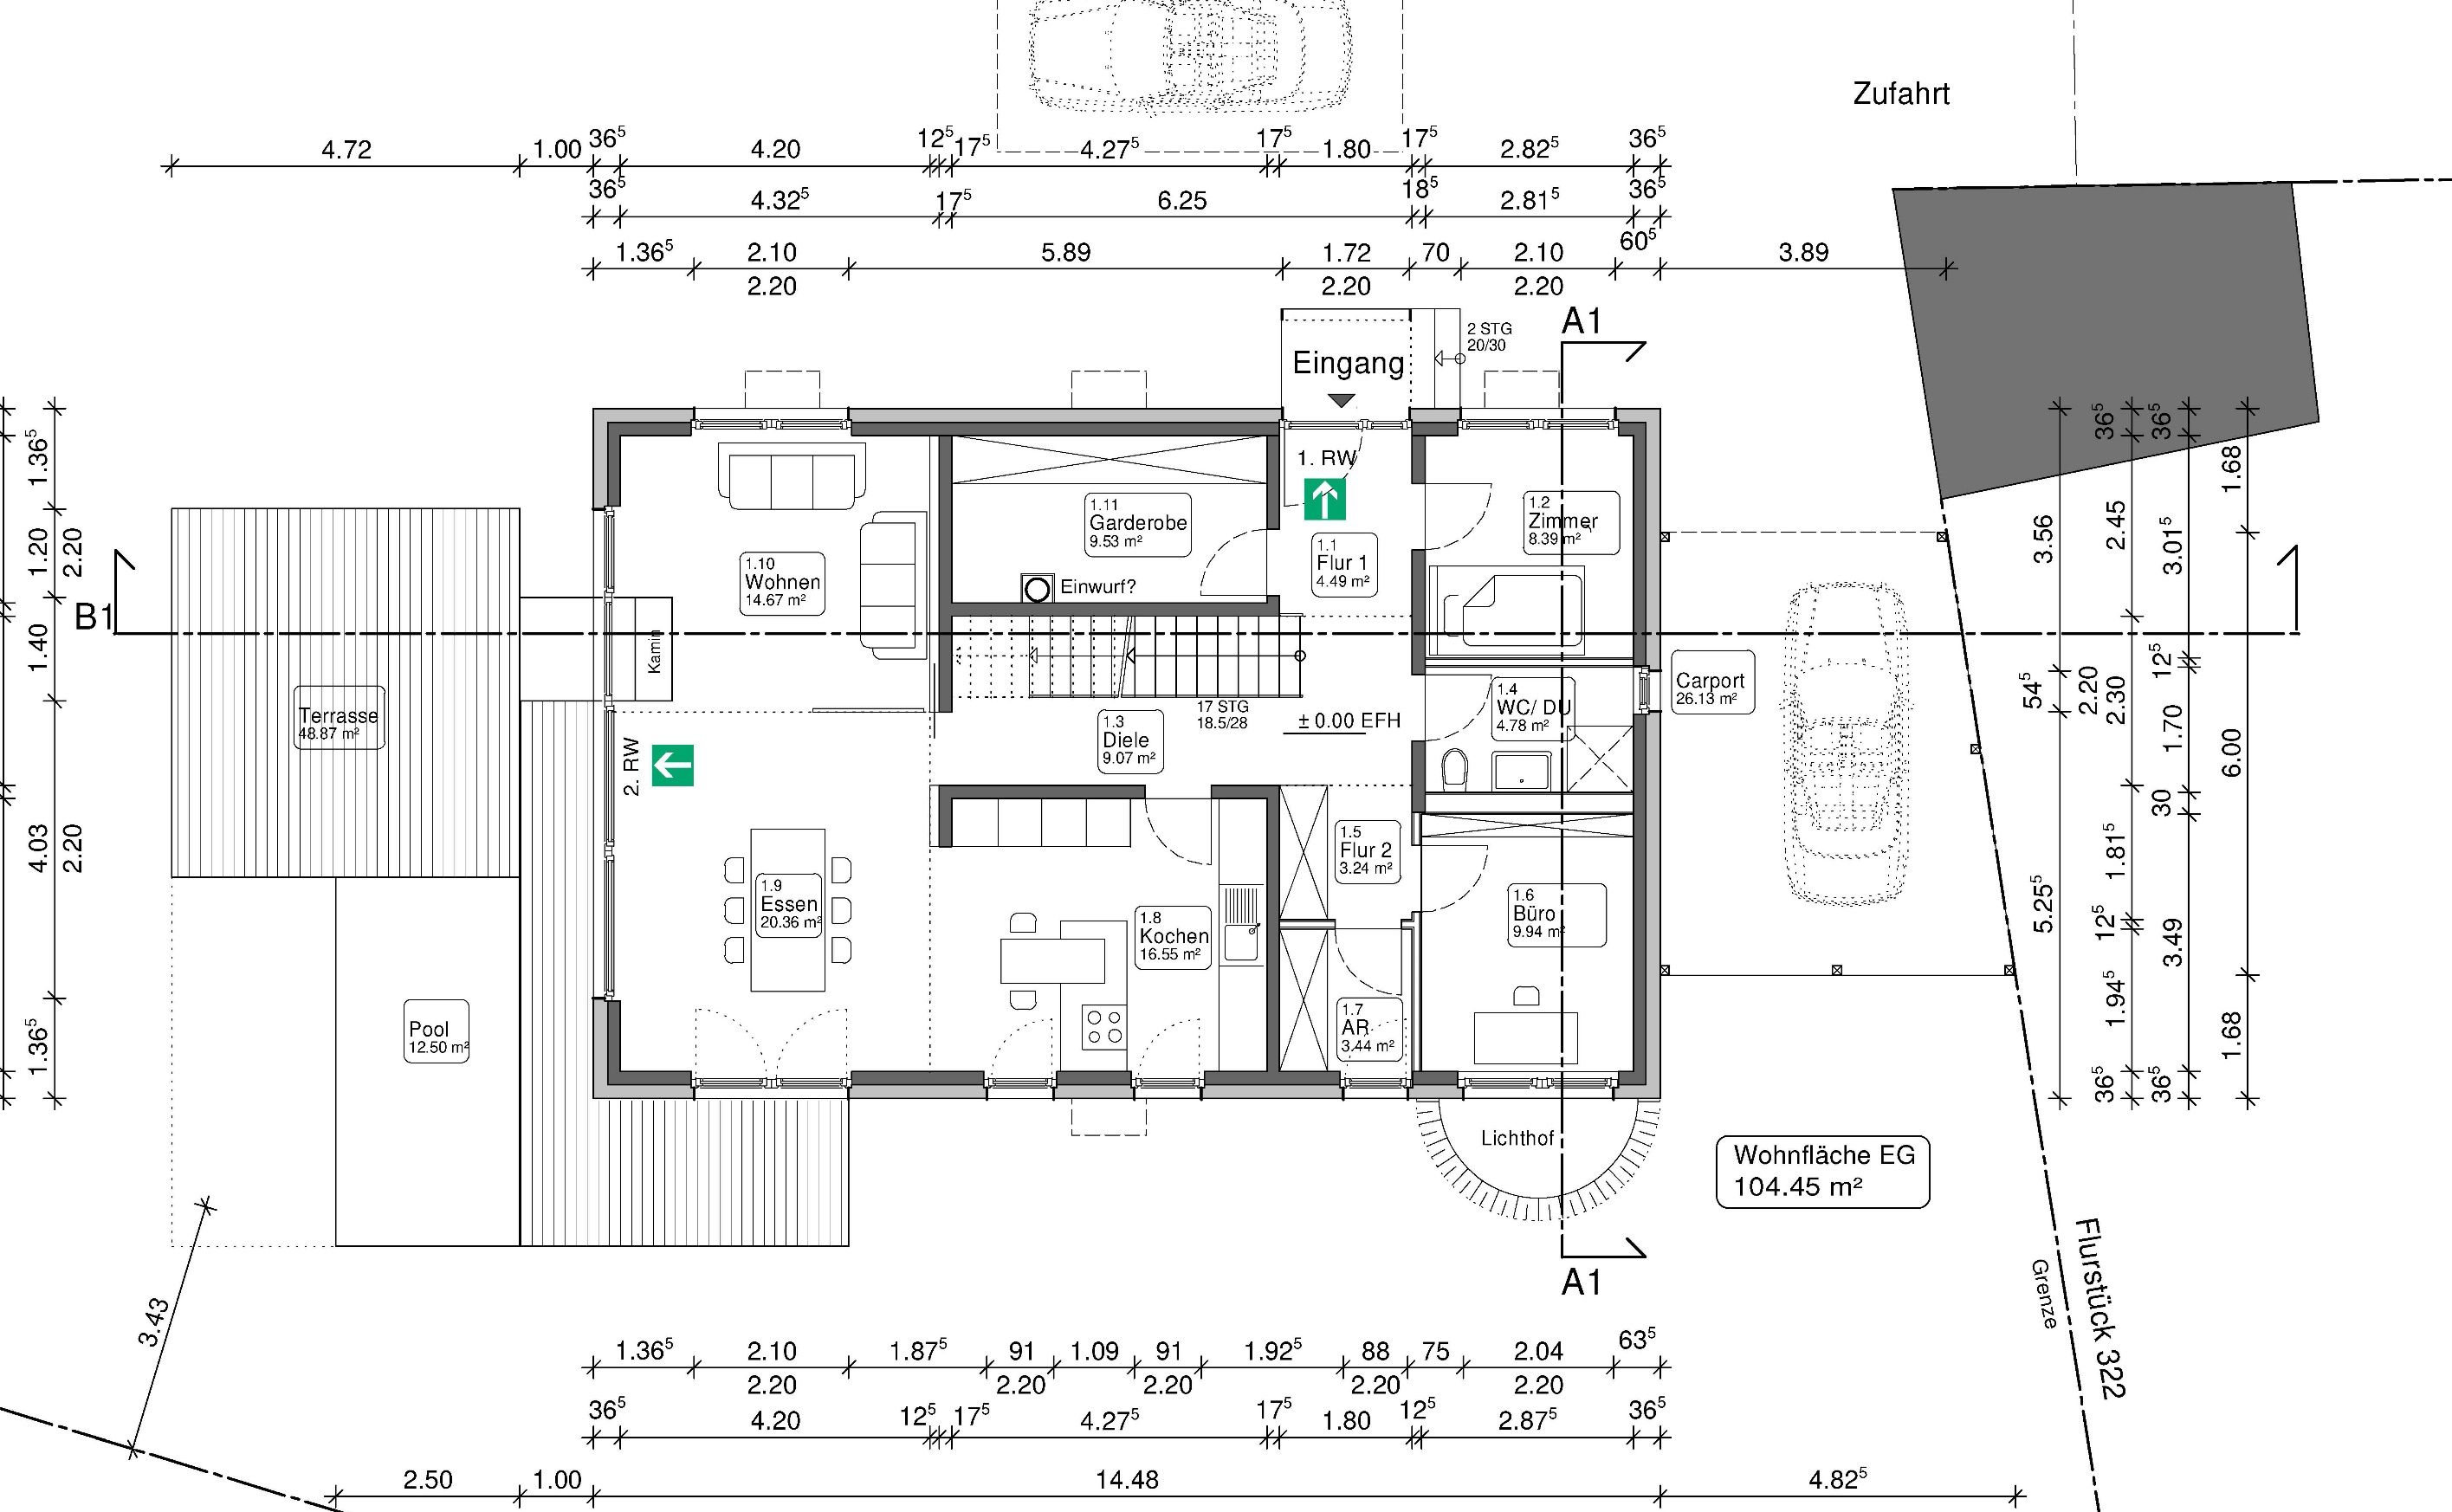 Zufahrt
4.72 1.00 36⁵ 4.20 12⁵ 17⁵ 4.27⁵ 17⁵ 1.80 17⁵ 2.82⁵ 36⁵
36⁵ 4.32⁵ 17⁵ 6.25 18⁵ 2.81⁵ 36⁵
1.36⁵ 2.10 5.89 1.72 70 2.10 60⁵ 3.89
2.20 2.20 2.20
A1
2 STG
20/30
Eingang
1.36⁵
1.20 2.20
1.40
4.03 2.20
1.36⁵
B1
1. RW
1.11
Garderobe
9.53 m²
1.2
Zimmer
8.39 m²
1.1
Flur 1
4.49 m²
1.10
Wohnen
14.67 m²
Einwurf?
Kamin
Terrasse
48.87 m²
1.3
Diele
9.07 m²
17 STG
18.5/28
± 0.00 EFH
1.4
WC/ DU
4.78 m²
Carport
26.13 m²
2. RW
1.5
Flur 2
3.24 m²
1.9
Essen
20.36 m²
1.8
Kochen
16.55 m²
1.6
Büro
9.94 m²
1.7
AR
3.44 m²
Pool
12.50 m²
3.56
54⁵ 2.20
5.25⁵
36⁵
2.45
2.30
1.81⁵
12⁵
1.94⁵
36⁵
36⁵
3.01⁵
12⁵
1.70
30
3.49
36⁵
1.68
6.00
1.68
Lichthof
Wohnfläche EG
104.45 m²
A1
Flurstück 322
Grenze
3.43
1.36⁵ 2.10 1.87⁵ 91 1.09 91 1.92⁵ 88 75 2.04 63⁵
2.20 2.20 2.20 2.20 2.20
36⁵ 4.20 12⁵ 17⁵ 4.27⁵ 17⁵ 1.80 12⁵ 2.87⁵ 36⁵
2.50 1.00 14.48 4.82⁵